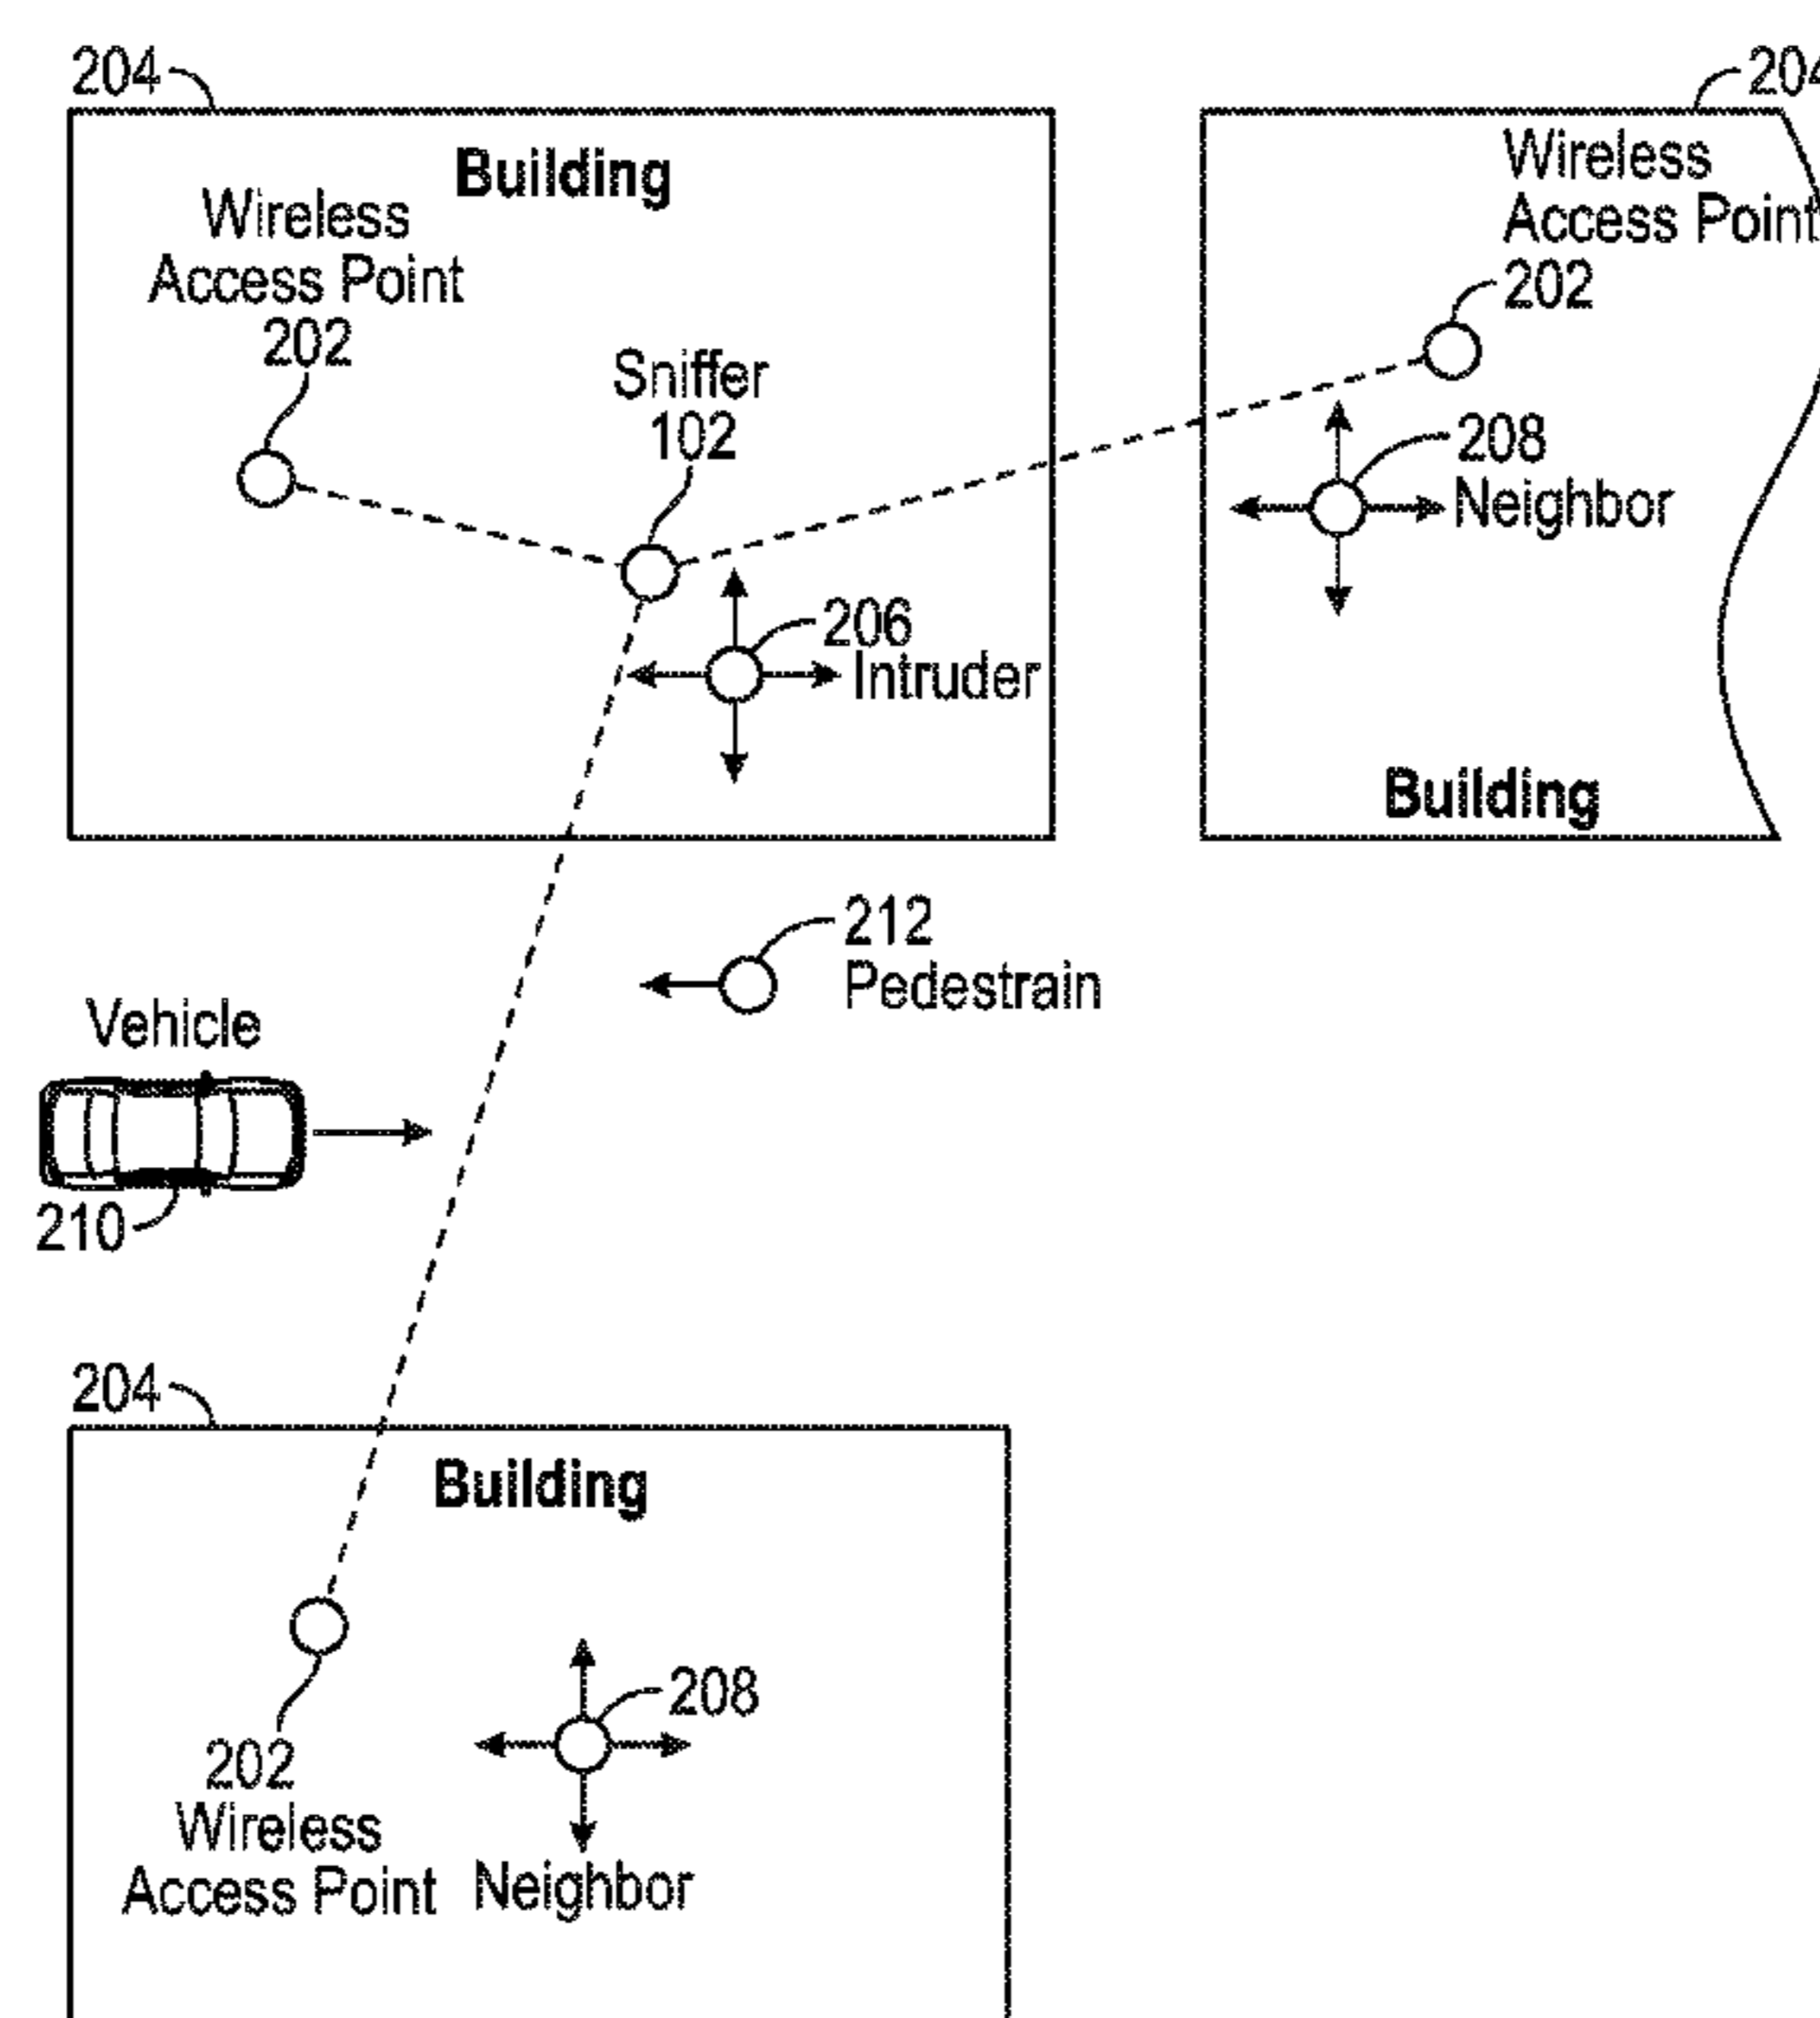 204
Building
Wireless
Access Point
202
Sniffer
102
206
Intruder
204
Wireless
Access Point
202
208
Neighbor
Building
212
Pedestrain
Vehicle
210
204
Building
202
Wireless
Access Point
208
Neighbor